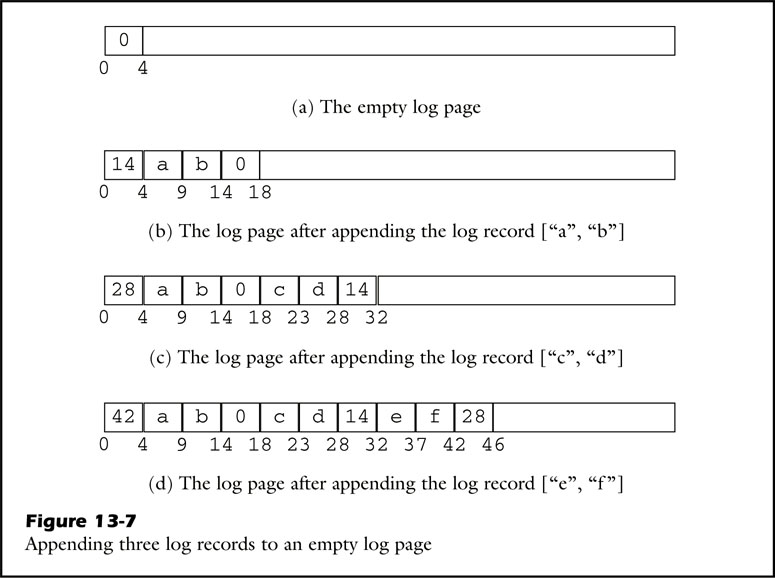 0
0 4
(a) The empty log page
14 a b 0
0 4 9 14 18
(b) The log page after appending the log record [“a”, “b”]
28 a b 0 c d 14
0 4 9 14 18 23 28 32
(c) The log page after appending the log record [“c”, “d”]
42 a b 0 c d 14 e f 28
0 4 9 14 18 23 28 32 37 42 46
(d) The log page after appending the log record [“e”, “f”]
Figure 13-7
Appending three log records to an empty log page